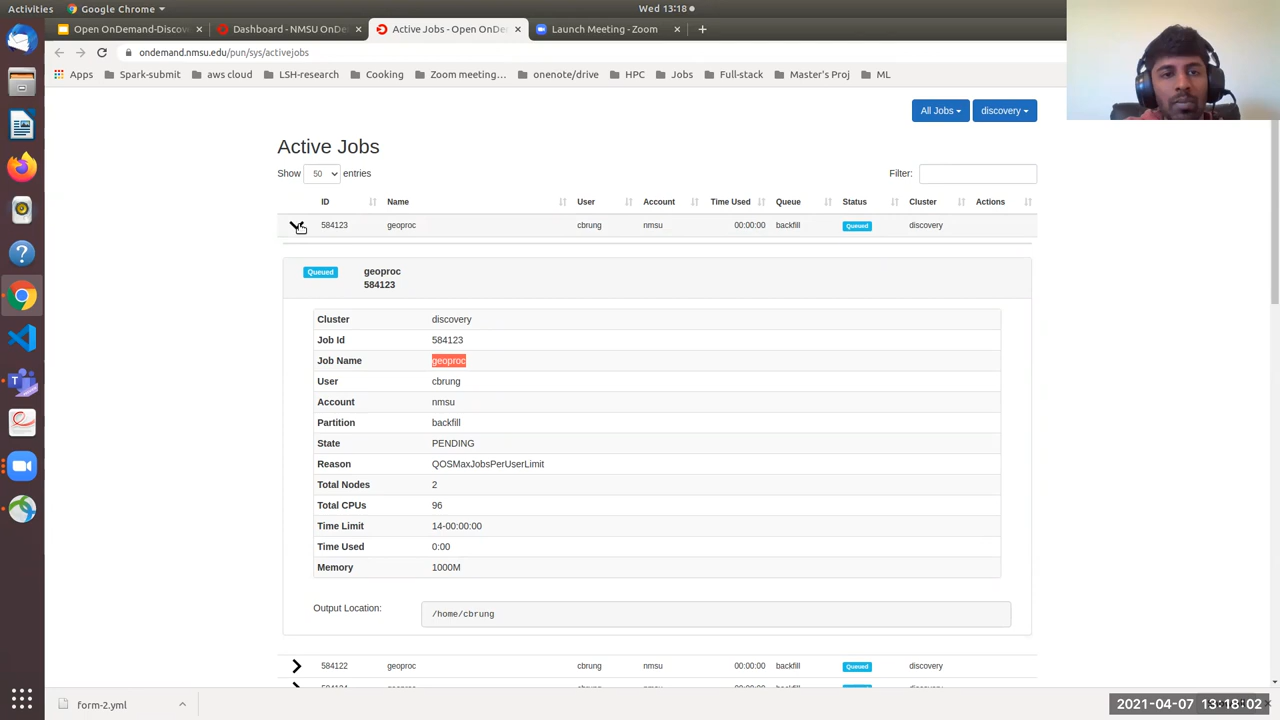 Activities
Google Chrome
Wed 13:18
Open OnDemand-Discov
Dashboard - NMSU OnDe
Active Jobs - Open OnDe
Launch Meeting - Zoom
ondemand.nmsu.edu/pun/sys/activejobs
Apps
Spark-submit
aws cloud
LSH-research
Cooking
Zoom meeting...
onenote/drive
HPC
Jobs
Full-stack
Master's Proj
ML
All Jobs
discovery
Active Jobs
Show 50 entries
Filter:
ID Name User Account Time Used Queue Status Cluster Actions
584123 geoproc cbrung nmsu 00:00:00 backfill Queued discovery
Queued
geoproc
584123
Cluster discovery
Job Id 584123
Job Name geoproc
User cbrung
Account nmsu
Partition backfill
State PENDING
Reason QOSMaxJobsPerUserLimit
Total Nodes 2
Total CPUs 96
Time Limit 14-00:00:00
Time Used 0:00
Memory 1000M
Output Location: /home/cbrung
584122 geoproc cbrung nmsu 00:00:00 backfill Queued discovery
form-2.yml
2021-04-07 13:18:02